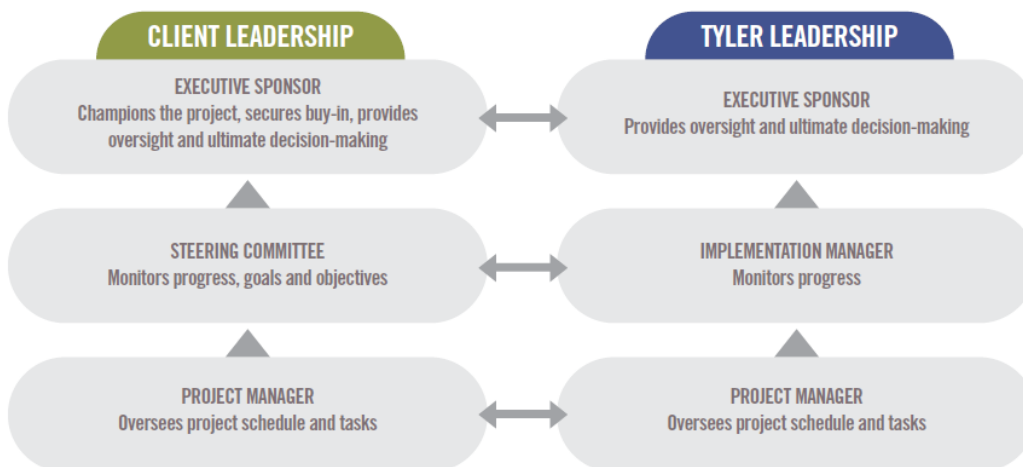 CLIENT LEADERSHIP
EXECUTIVE SPONSOR
Champions the project, secures buy-in, provides
oversight and ultimate decision-making
STEERING COMMITTEE
Monitors progress, goals and objectives
PROJECT MANAGER
Oversees project schedule and tasks
TYLER LEADERSHIP
EXECUTIVE SPONSOR
Provides oversight and ultimate decision-making
IMPLEMENTATION MANAGER
Monitors progress
PROJECT MANAGER
Oversees project schedule and tasks